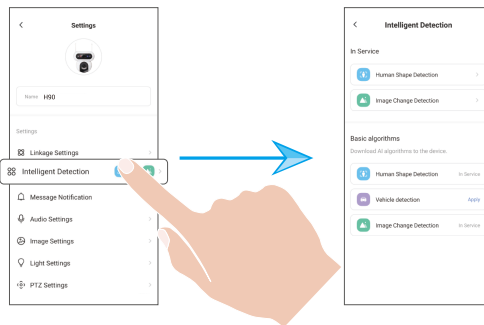 Settings
Name H90
Settings
Linkage Settings
Intelligent Detection
Message Notification
Audio Settings
Image Settings
Light Settings
PTZ Settings
Intelligent Detection
In Service
Human Shape Detection
Image Change Detection
Basic algorithms
Download AI algorithms to the device.
Human Shape Detection In Service
Vehicle detection Apply
Image Change Detection In Service